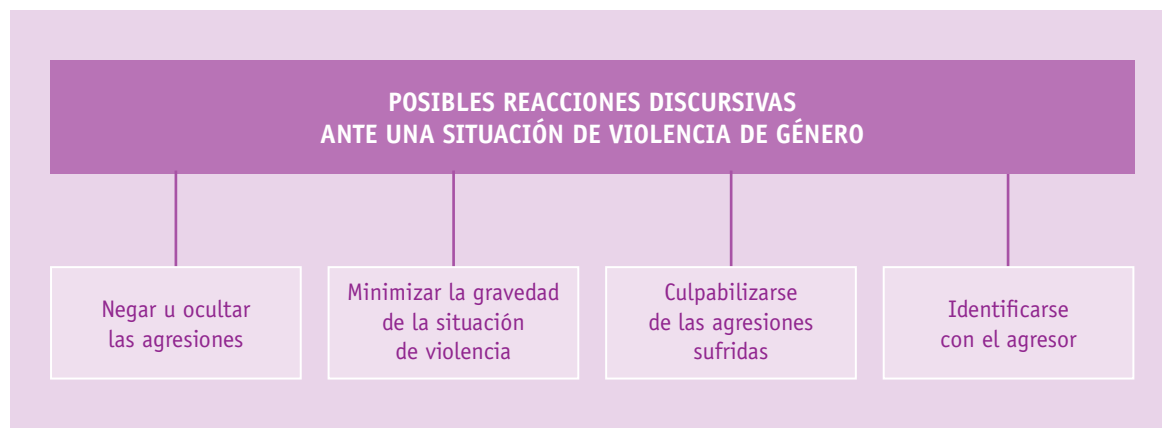 POSIBLES REACCIONES DISCURSIVAS
ANTE UNA SITUACIÓN DE VIOLENCIA DE GÉNERO
Negar u ocultar
las agresiones
Minimizar la gravedad
de la situación
de violencia
Culpabilizarse
de las agresiones
sufridas
Identificarse
con el agresor